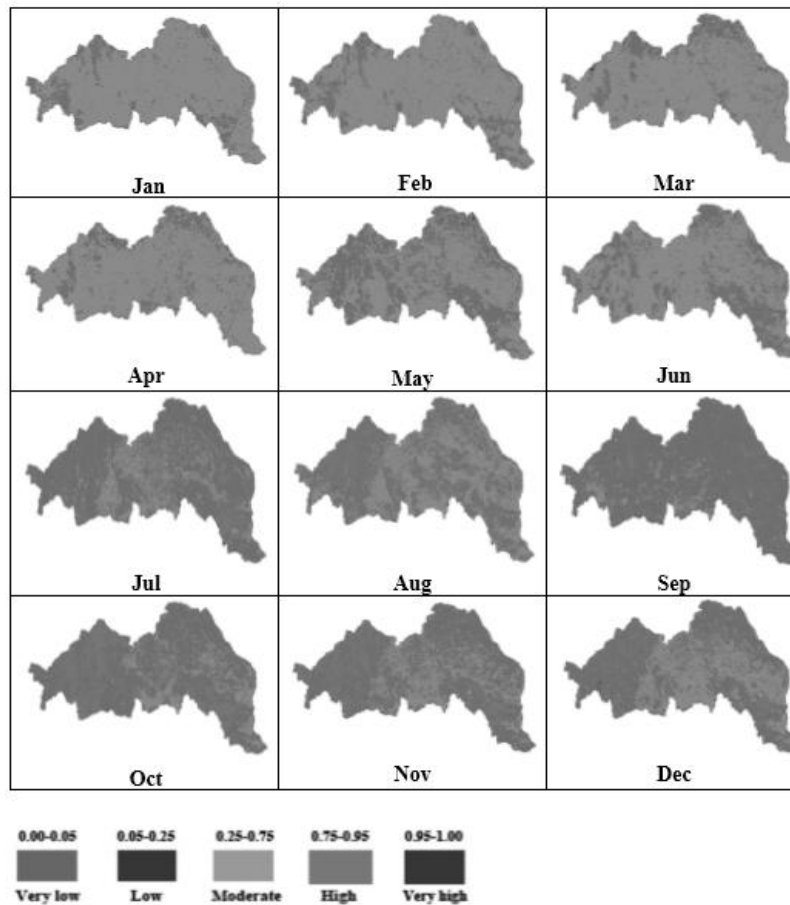 Jan Feb Mar
Apr May Jun
Jul Aug Sep
Oct Nov Dec
0.00-0.05 0.05-0.25 0.25-0.75 0.75-0.95 0.95-1.00
Very low Low Moderate High Very high